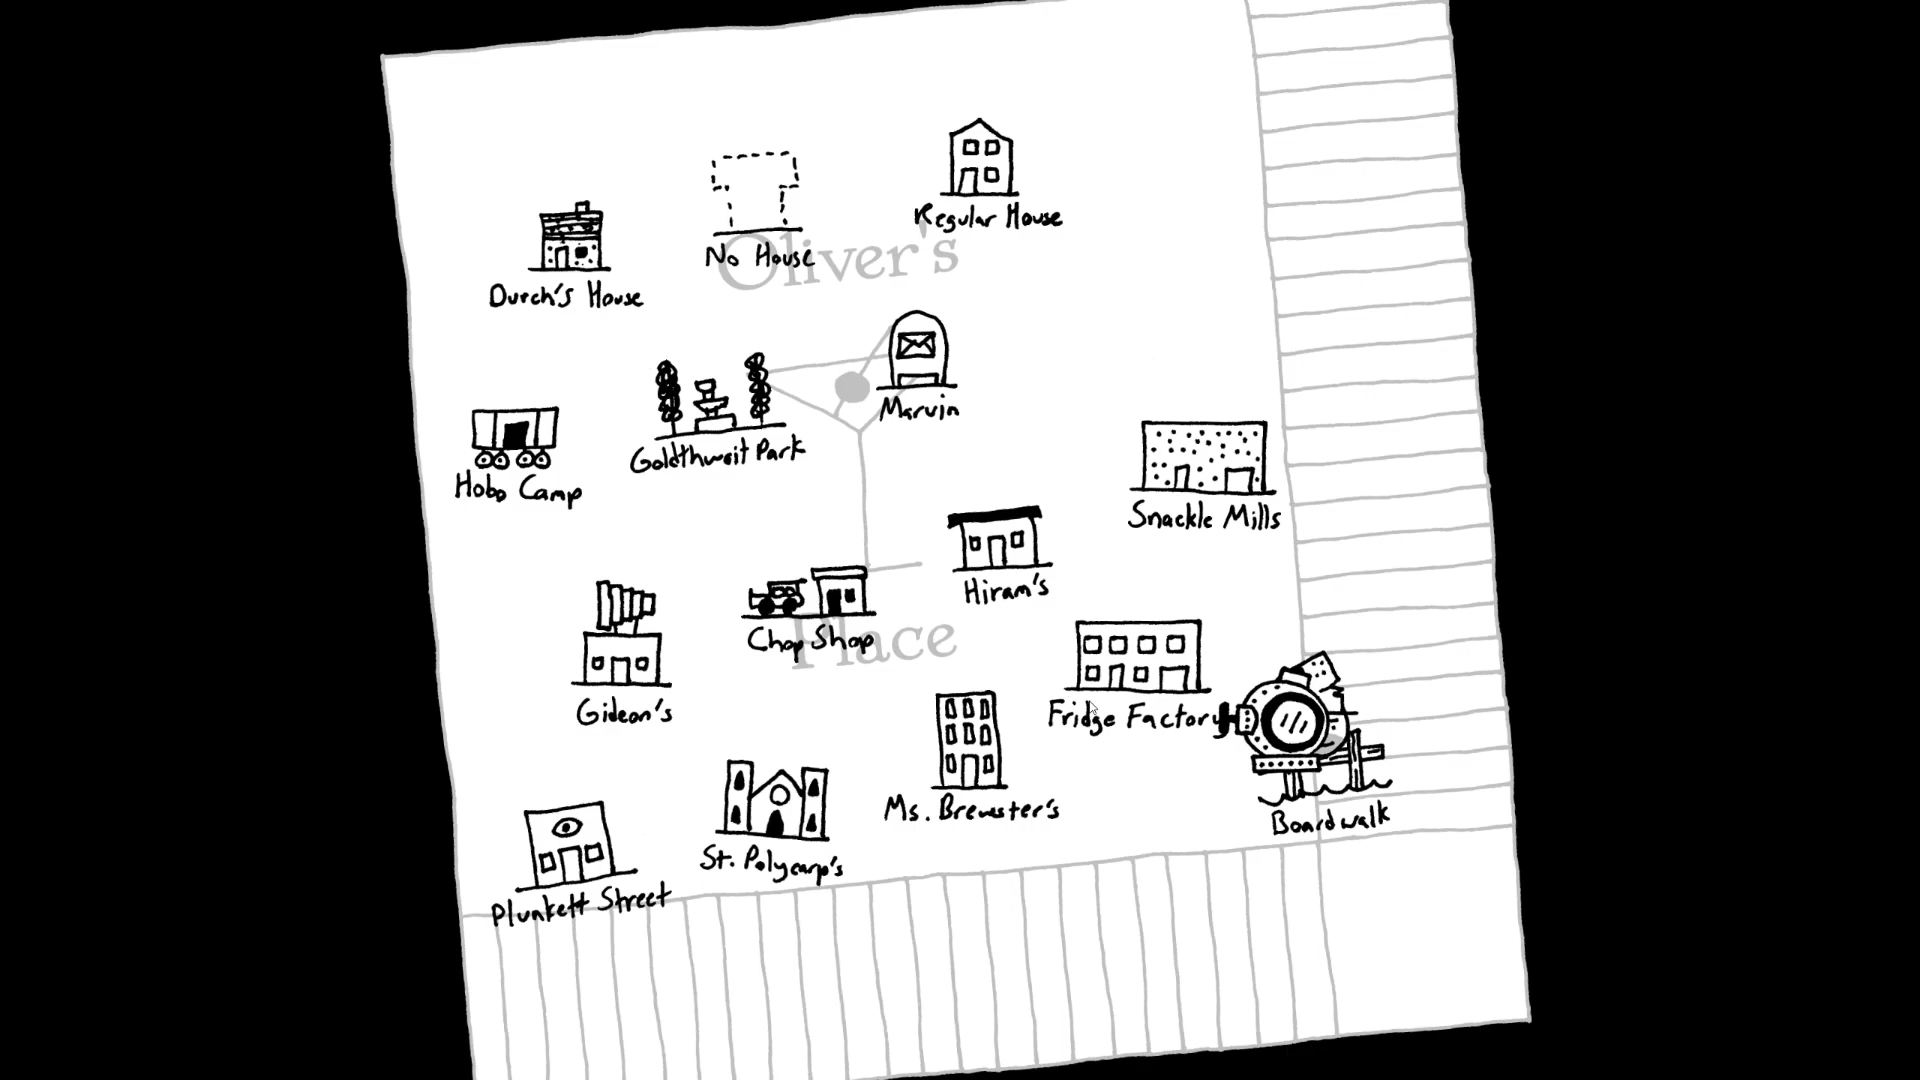 Regular House
No House
Oliver's
Durch's House
Marvin
Goldthwait Park
Hobo Camp
Snackle Mills
Hiram's
Chop Shop
Place
Gideon's
Fridge Factory
Ms. Brewster's
Boardwalk
St. Polycarp's
Plunkett Street